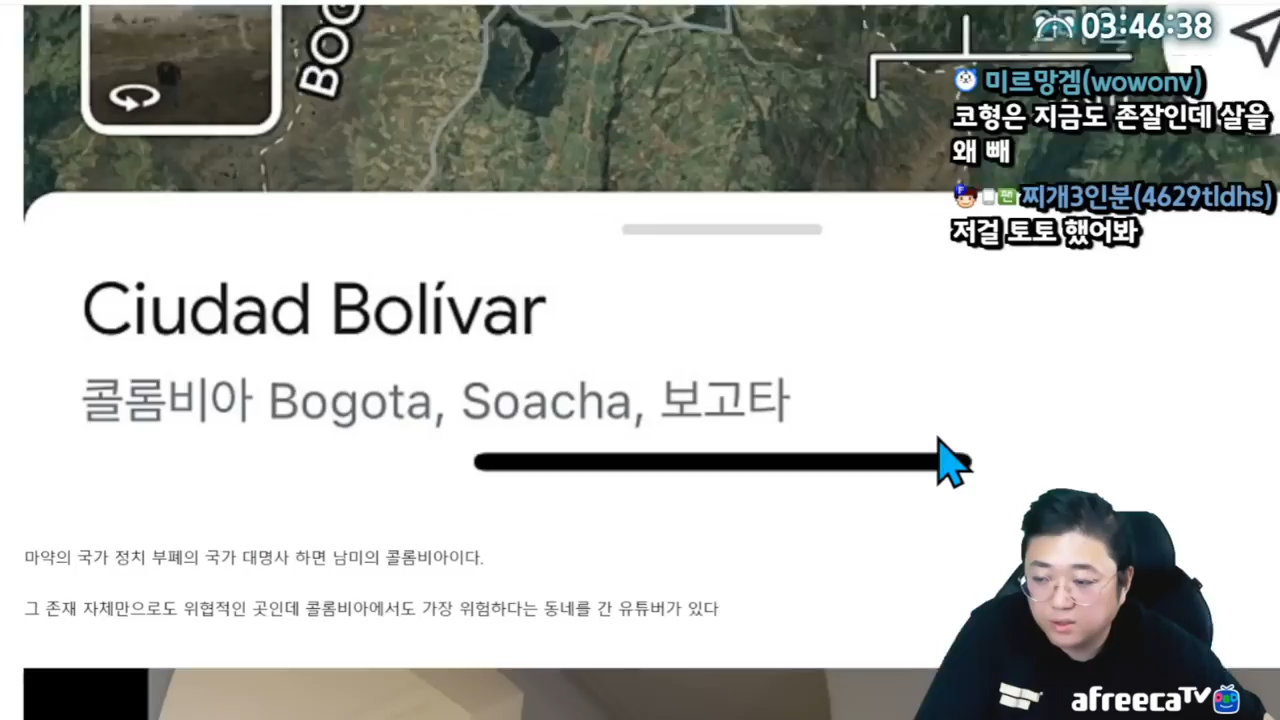 BOG
03:46:38
미르망겜(wowonv)
코형은 지금도 존잘인데 살을
왜 빼
찌개3인분(4629tldhs)
저걸 토토 했어봐
Ciudad Bolívar
콜롬비아 Bogota, Soacha, 보고타
마약의 국가 정치 부폐의 국가 대명사 하면 남미의 콜롬비아이다.
그 존재 자체만으로도 위협적인 곳인데 콜롬비아에서도 가장 위험하다는 동네를 간 유튜버가 있다
afreecaTV